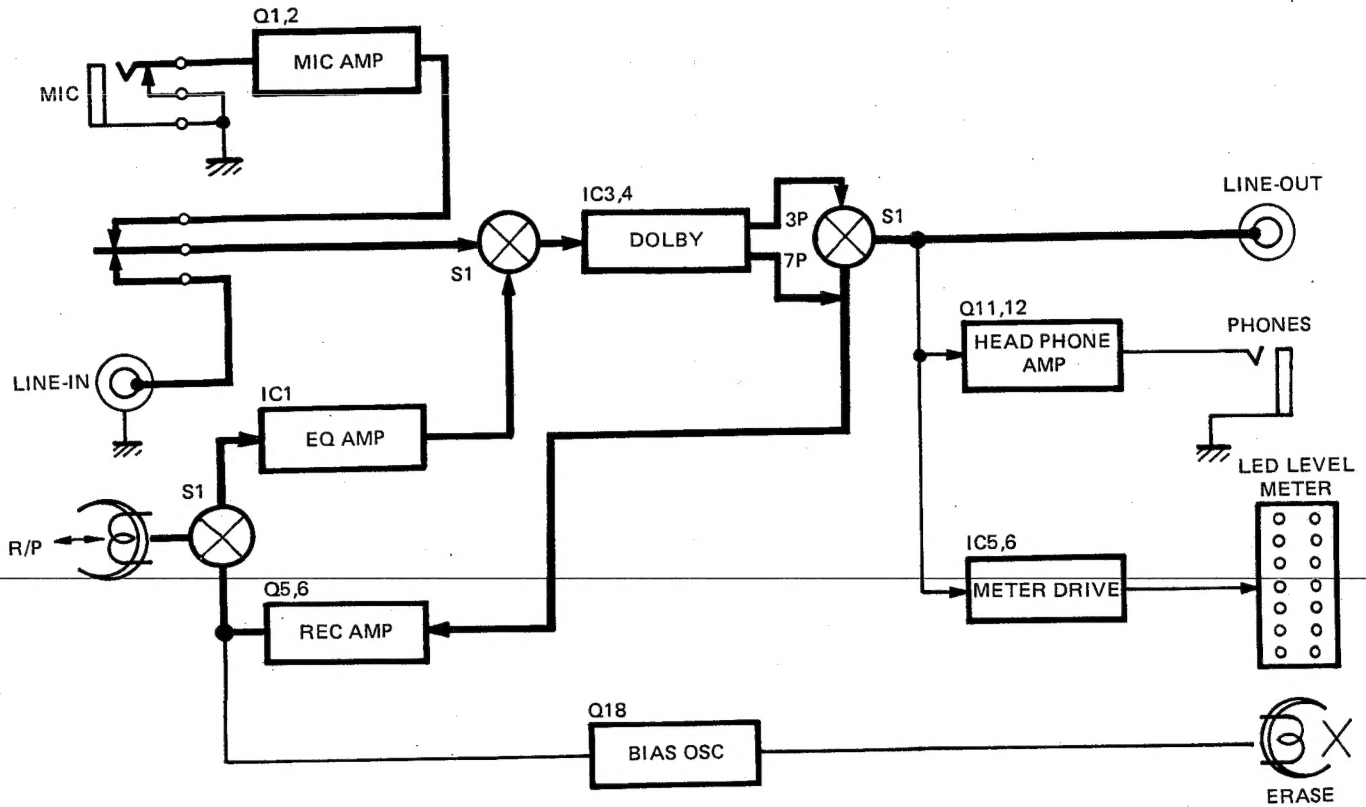 Q1,2
MIC AMP
MIC
IC3,4
DOLBY
3P
7P
S1
S1
LINE-OUT
Q11,12
HEAD PHONE
AMP
PHONES
LINE-IN
IC1
EQ AMP
S1
R/P
LED LEVEL
METER
IC5,6
METER DRIVE
Q5,6
REC AMP
Q18
BIAS OSC
ERASE